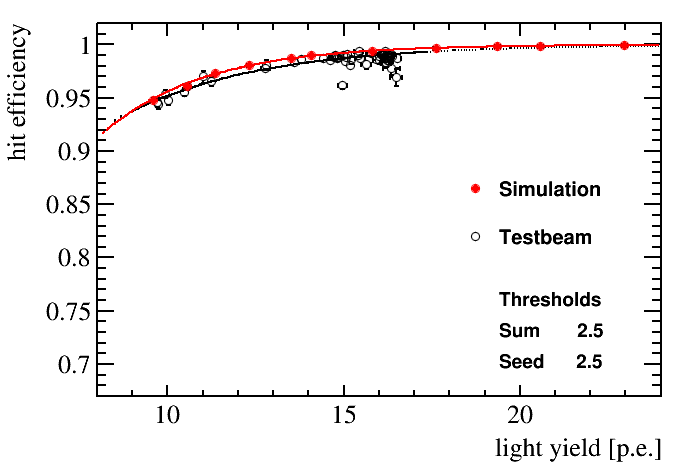 hit efficiency
1
0.95
0.9
0.85
0.8
0.75
0.7
Simulation
Testbeam
Thresholds
Sum 2.5
Seed 2.5
10 15 20
light yield [p.e.]